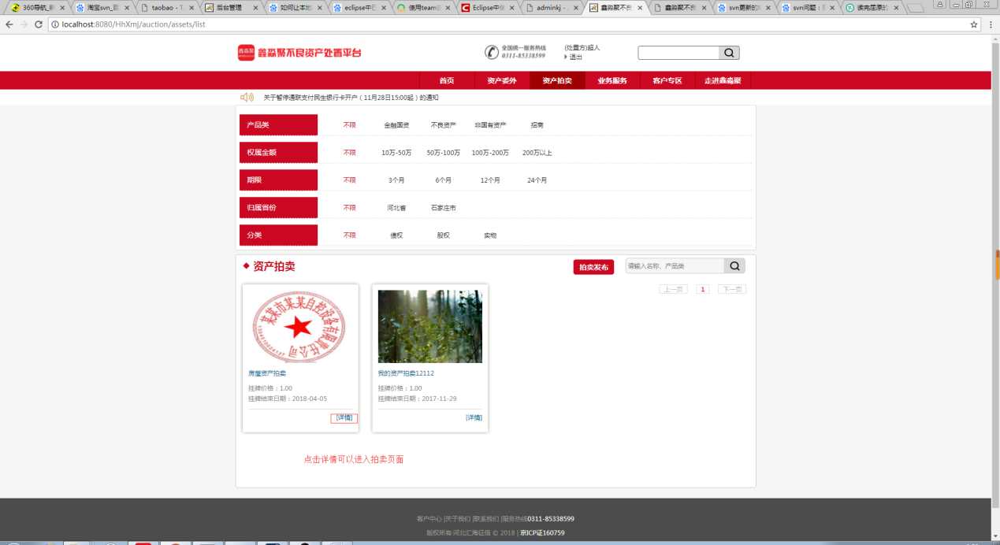 360导航_
淘宝svn_百
taobao - T
后台管理
如何让本地
eclipse中
使用team
Eclipse中
adminkj -
鑫淼聚不良
鑫淼聚不良
svn更新的
svn问题：
读完屈原的
localhost:8080/HhXmj/auction/assets/list
鑫淼聚不良资产处置平台
全国统一服务热线
0311-85338599
(处置方)超人
退出
首页 资产委外 资产拍卖 业务服务 客户专区 走进鑫淼聚
关于暂停通联支付民生银行卡开户（11月28日15:00起）的通知
产品类 不限 金融国资 不良资产 非国有资产 招商
权属金额 不限 10万-50万 50万-100万 100万-200万 200万以上
期限 不限 3个月 6个月 12个月 24个月
归属省份 不限 河北省 石家庄市
分类 不限 债权 股权 实物
资产拍卖
拍卖发布
请输入名称、产品类
上一页 1 下一页
某某市某某自控设备有限责任公司
房屋资产拍卖
挂牌价格：1.00
挂牌结束日期：2018-04-05
[详情]
我的资产拍卖12112
挂牌价格：1.00
挂牌结束日期：2017-11-29
[详情]
点击详情可以进入拍卖页面
客户中心 |关于我们 |联系我们 |服务热线0311-85338599
版权所有·河北汇海征信 © 2018 | 京ICP证160759